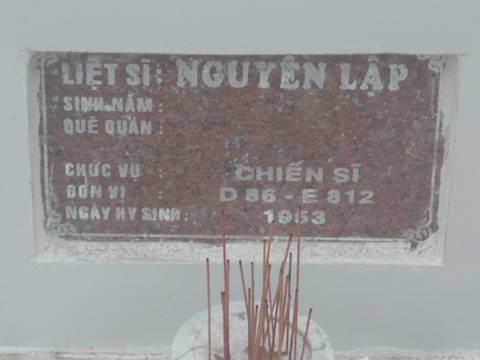 LIỆT SĨ: NGUYỄN LẬP
SINH NĂM :
QUÊ QUÁN :
CHỨC VỤ : CHIẾN SĨ
ĐƠN VỊ : D 86 - E 812
NGÀY HY SINH: 1953